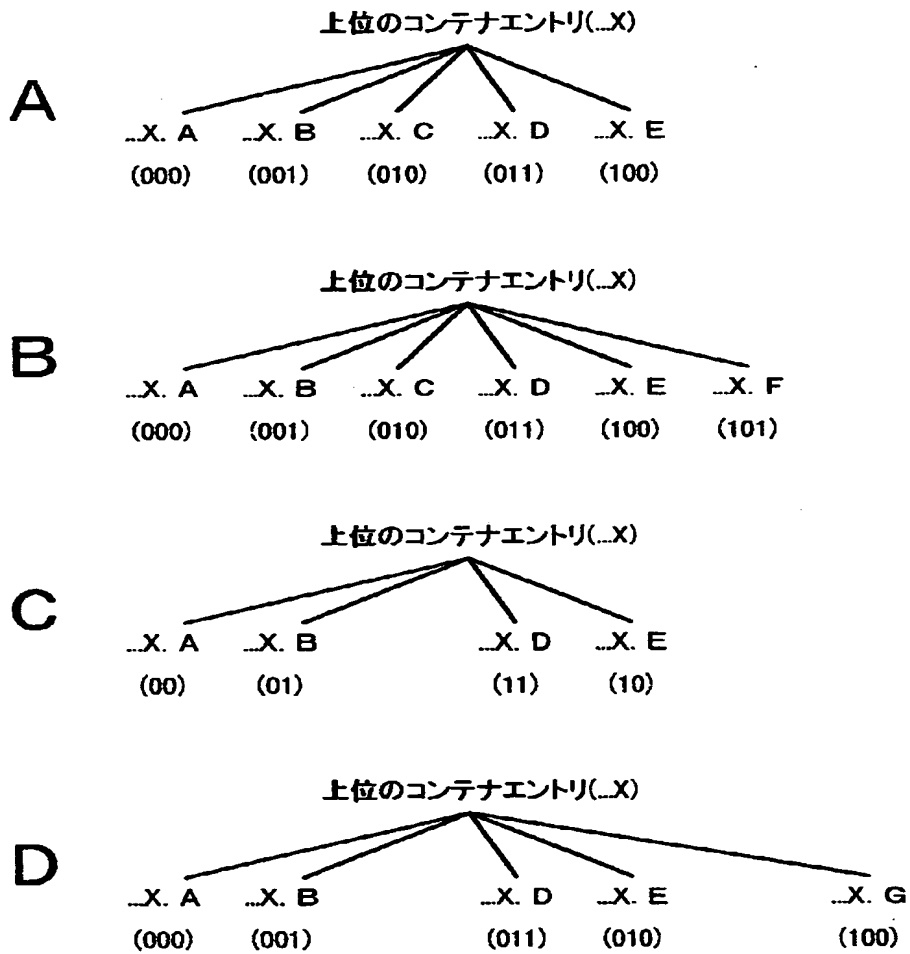 上位のコンテナエントリ(...X)
A
...X. A ...X. B ...X. C ...X. D ...X. E
(000) (001) (010) (011) (100)
上位のコンテナエントリ(...X)
B
...X. A ...X. B ...X. C ...X. D ...X. E ...X. F
(000) (001) (010) (011) (100) (101)
上位のコンテナエントリ(...X)
C
...X. A ...X. B ...X. D ...X. E
(00) (01) (11) (10)
上位のコンテナエントリ(...X)
D
...X. A ...X. B ...X. D ...X. E ...X. G
(000) (001) (011) (010) (100)